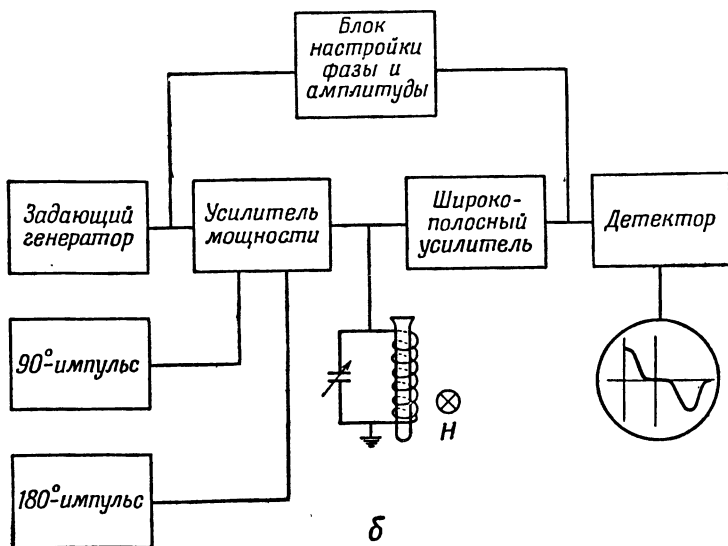 Блок
настройки
фазы и
амплитуды
Задающий
генератор
Усилитель
мощности
Широко-
полосный
усилитель
Детектор
90°-импульс
180°-импульс
H
б